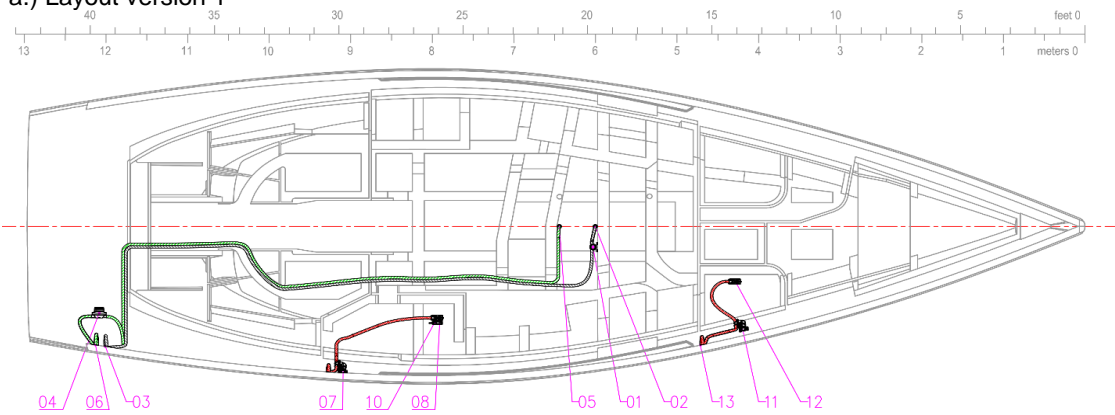 a.) Layout version 1
40 35 30 25 20 15 10 5 feet 0
13 12 11 10 9 8 7 6 5 4 3 2 1 meters 0
04 06 03 07 10 08 05 01 02 13 11 12